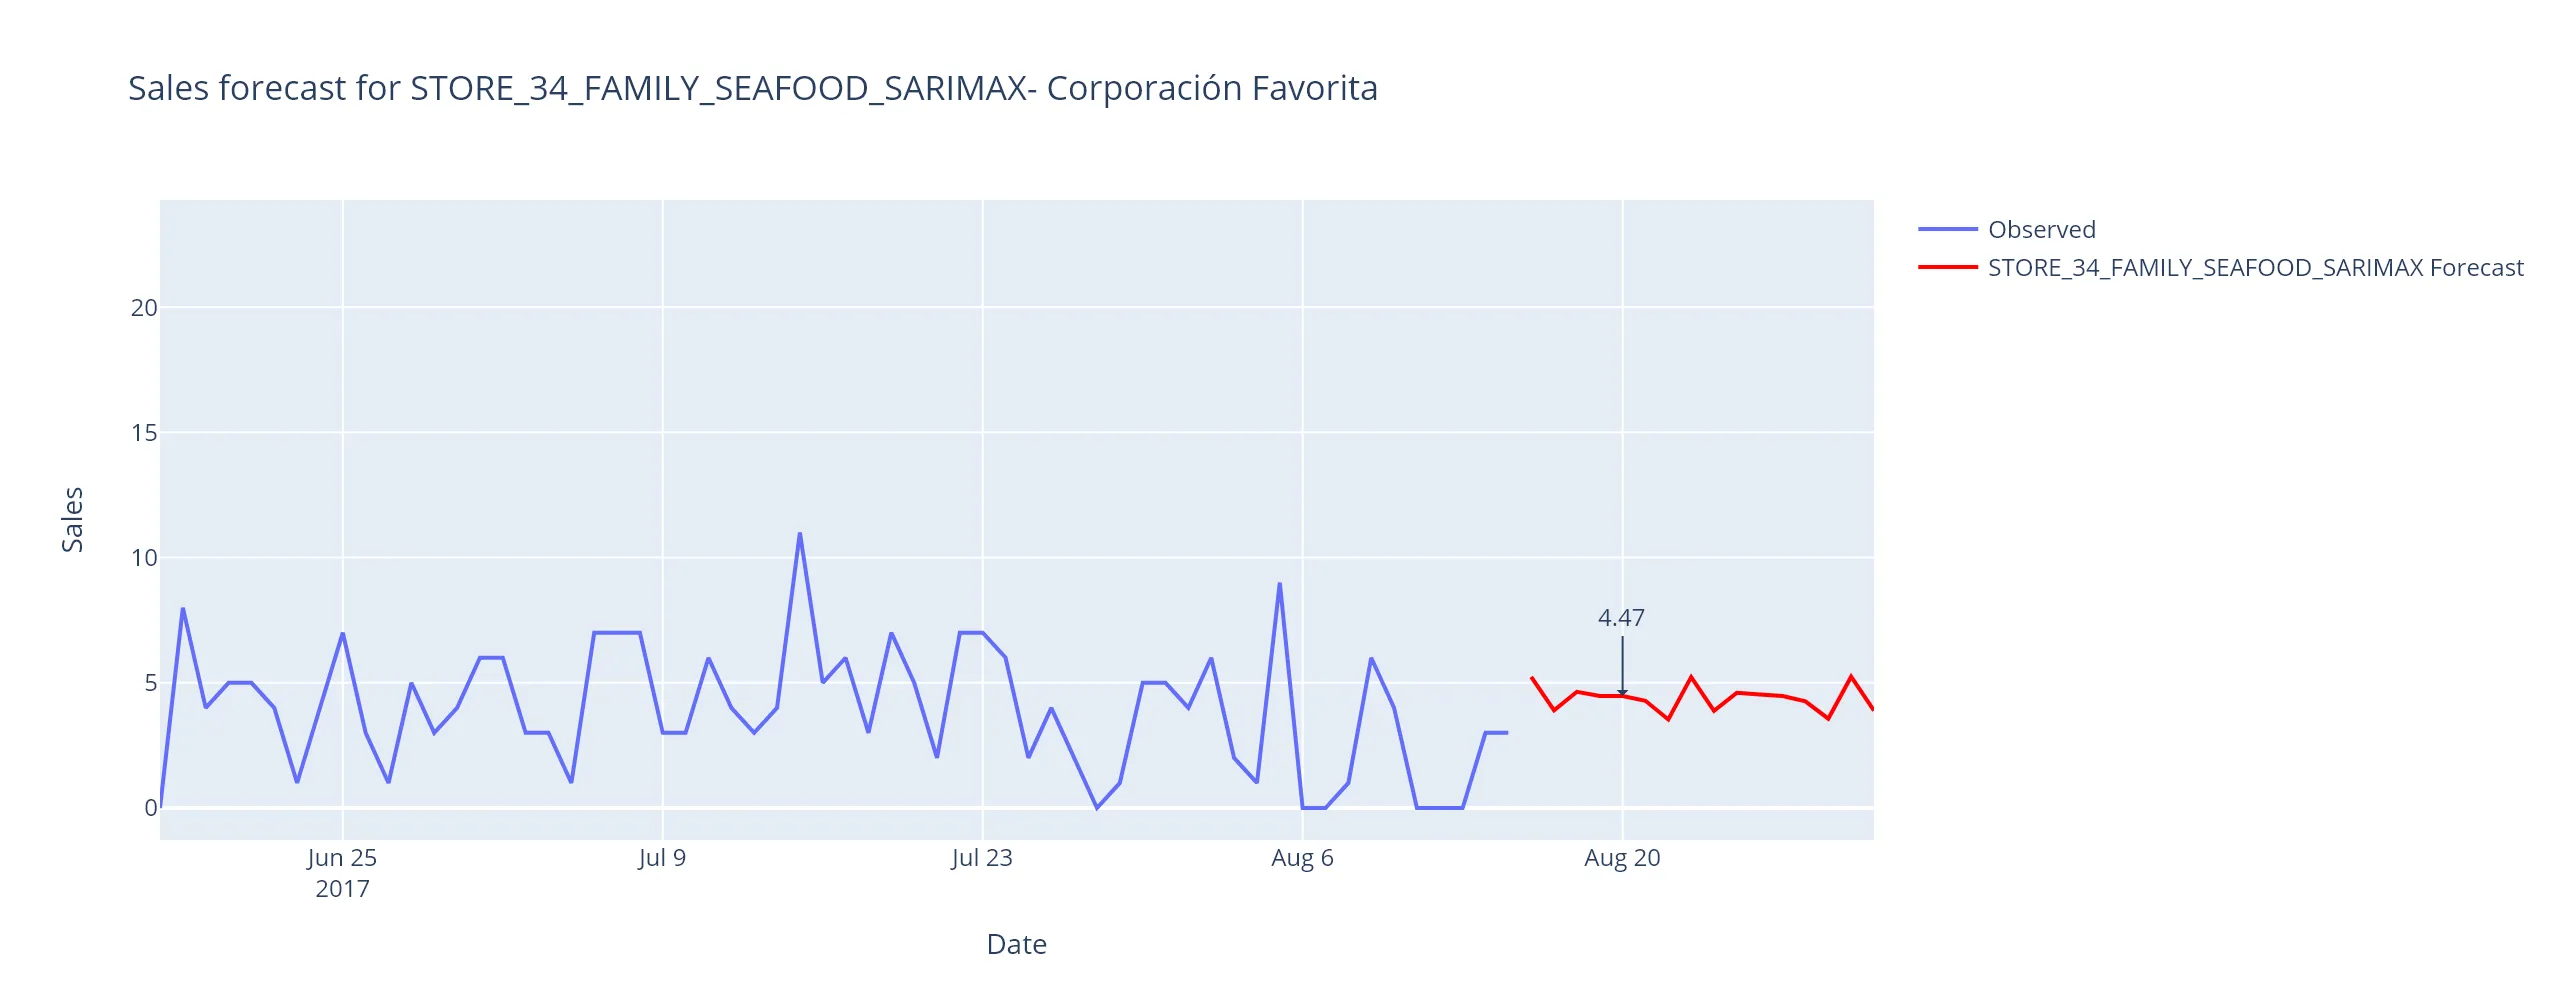 Sales forecast for STORE_34_FAMILY_SEAFOOD_SARIMAX- Corporación Favorita
Observed
STORE_34_FAMILY_SEAFOOD_SARIMAX Forecast
20
15
10
5
0
Sales
4.47
Jun 25
2017
Jul 9
Jul 23
Aug 6
Aug 20
Date